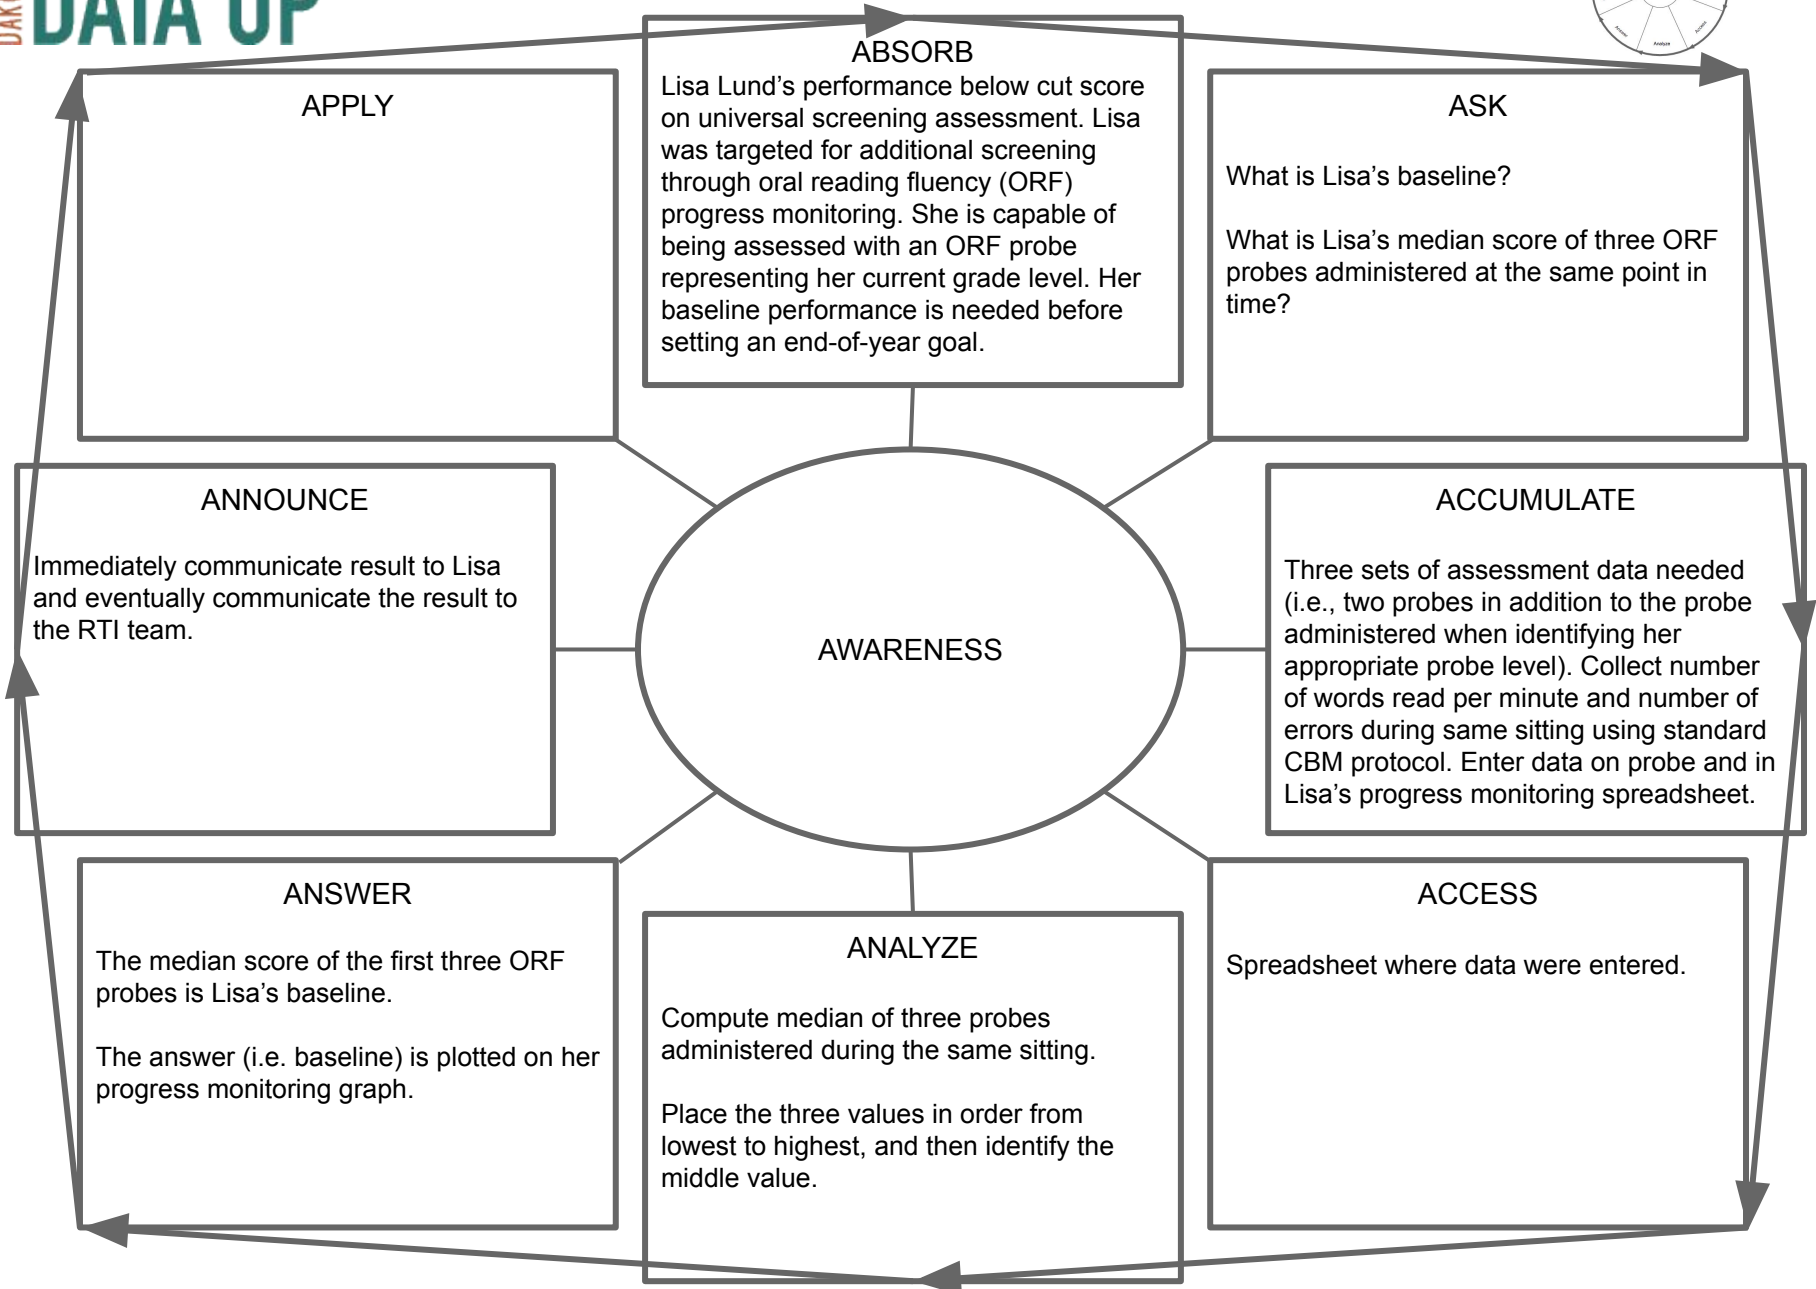 DATA UP
ABSORB
Lisa Lund's performance below cut score
on universal screening assessment. Lisa
was targeted for additional screening
through oral reading fluency (ORF)
progress monitoring. She is capable of
being assessed with an ORF probe
representing her current grade level. Her
baseline performance is needed before
setting an end-of-year goal.
ASK
What is Lisa's baseline?
What is Lisa's median score of three ORF
probes administered at the same point in
time?
ACCUMULATE
Three sets of assessment data needed
(i.e., two probes in addition to the probe
administered when identifying her
appropriate probe level). Collect number
of words read per minute and number of
errors during same sitting using standard
CBM protocol. Enter data on probe and in
Lisa's progress monitoring spreadsheet.
ACCESS
Spreadsheet where data were entered.
ANALYZE
Compute median of three probes
administered during the same sitting.
Place the three values in order from
lowest to highest, and then identify the
middle value.
ANSWER
The median score of the first three ORF
probes is Lisa's baseline.
The answer (i.e. baseline) is plotted on her
progress monitoring graph.
ANNOUNCE
Immediately communicate result to Lisa
and eventually communicate the result to
the RTI team.
APPLY
AWARENESS
Answer
Analyze
Access